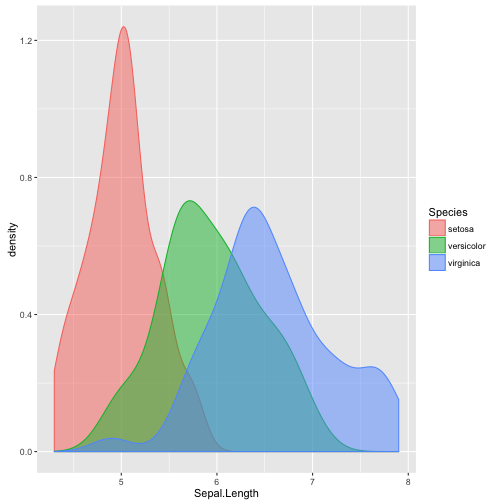 1.2
0.8
0.4
0.0
density
5
6
7
8
Sepal.Length
Species
setosa
versicolor
virginica